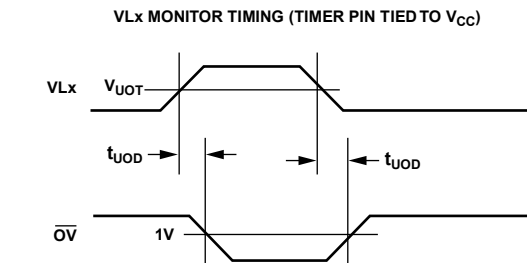 VLx MONITOR TIMING (TIMER PIN TIED TO VCC)
VLx
VUOT
tUOD
tUOD
OV
1V